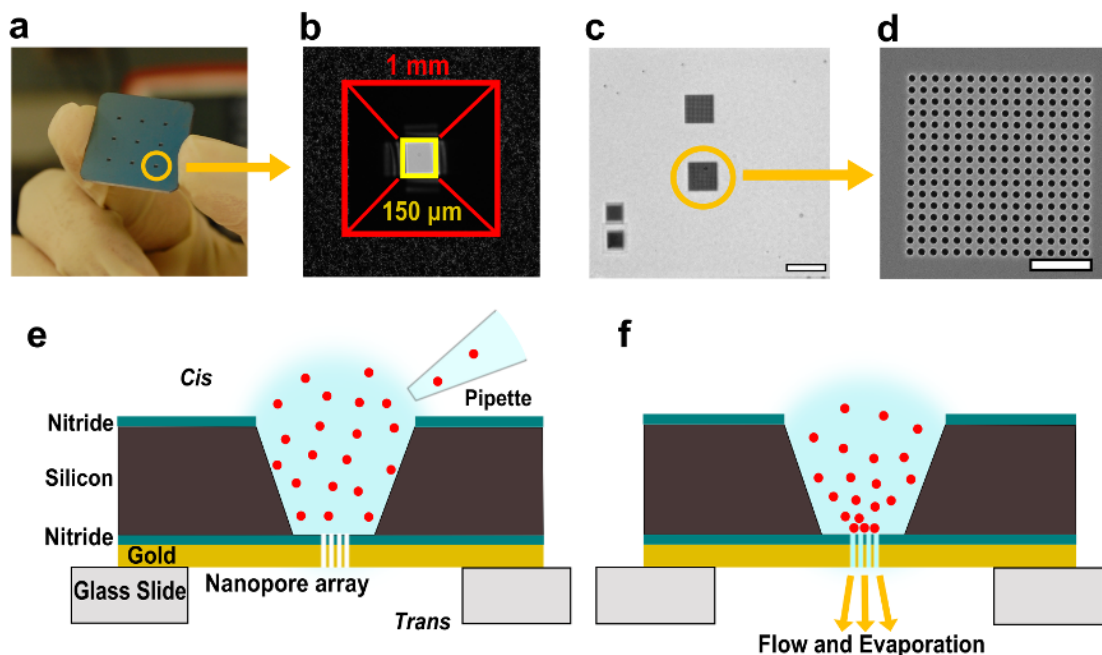 a
b
c
d
1 mm
150 µm
e
f
Cis
Pipette
Nitride
Silicon
Nitride
Gold
Glass Slide
Nanopore array
Trans
Flow and Evaporation